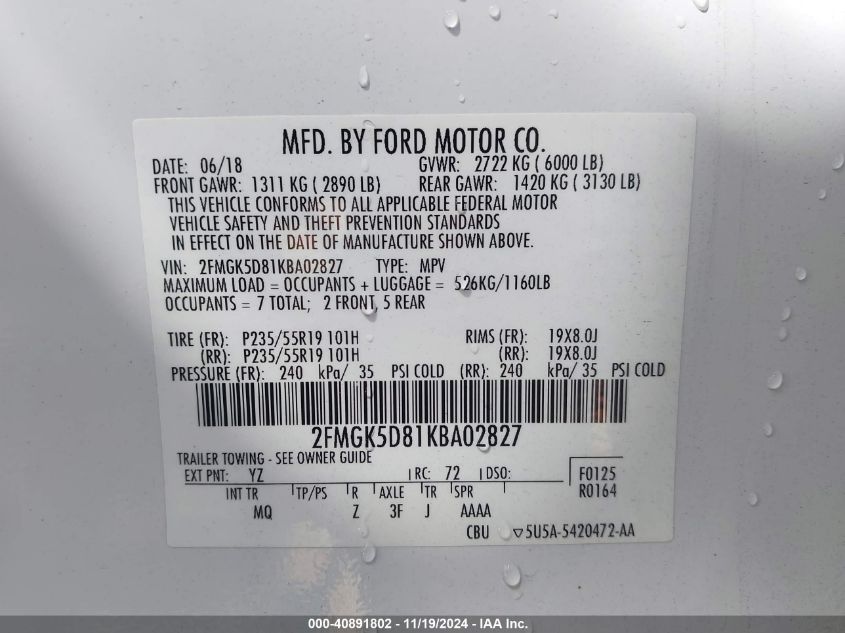 MFD. BY FORD MOTOR CO.
DATE: 06/18 GVWR: 2722 KG ( 6000 LB)
FRONT GAWR: 1311 KG ( 2890 LB) REAR GAWR: 1420 KG ( 3130 LB)
THIS VEHICLE CONFORMS TO ALL APPLICABLE FEDERAL MOTOR
VEHICLE SAFETY AND THEFT PREVENTION STANDARDS
IN EFFECT ON THE DATE OF MANUFACTURE SHOWN ABOVE.
VIN: 2FMGK5D81KBA02827 TYPE: MPV
MAXIMUM LOAD = OCCUPANTS + LUGGAGE = 526KG/1160LB
OCCUPANTS = 7 TOTAL; 2 FRONT, 5 REAR
TIRE (FR): P235/55R19 101H RIMS (FR): 19X8.0J
(RR): P235/55R19 101H (RR): 19X8.0J
PRESSURE (FR): 240 kPa/ 35 PSI COLD (RR): 240 kPa/ 35 PSI COLD
2FMGK5D81KBA02827
TRAILER TOWING - SEE OWNER GUIDE
EXT PNT: YZ RC: 72 DSO: F0125
INT TR TP/PS R AXLE TR SPR R0164
MQ Z 3F J AAAA
CBU ▽5U5A-5420472-AA
000-40891802 - 11/19/2024 - IAA Inc.